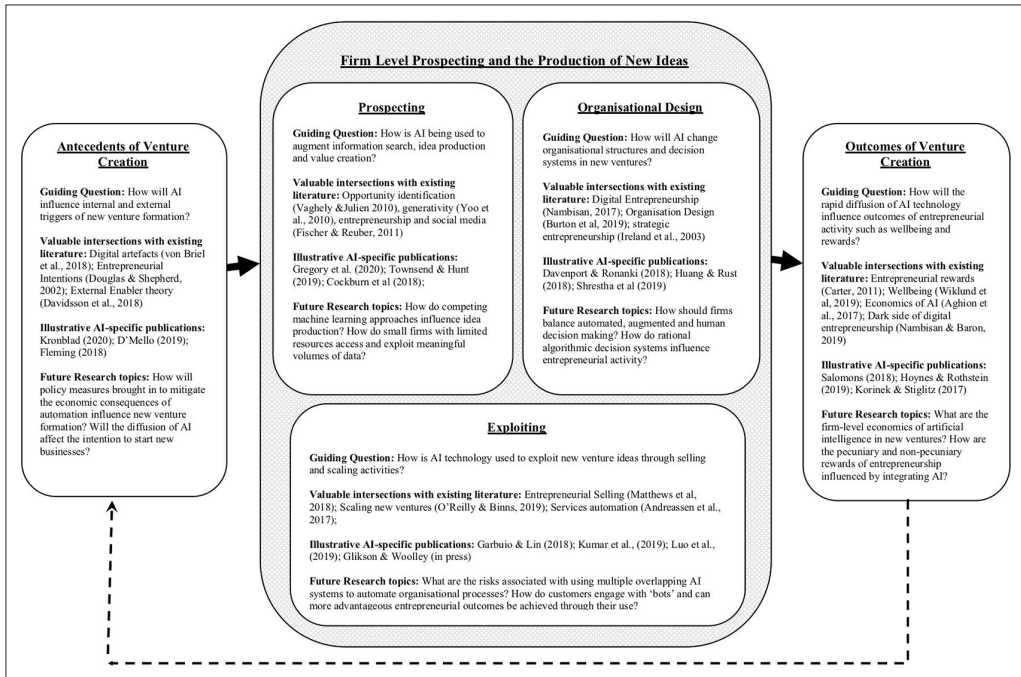 Firm Level Prospecting and the Production of New Ideas
Antecedents of Venture
Creation
Guiding Question: How will AI
influence internal and external
triggers of new venture formation?
Valuable intersections with existing
literature: Digital artefacts (von
Briel et al., 2018); Entrepreneurial
Intentions (Douglas & Shepherd,
2002); External Enabler theory
(Davidsson et al., 2018)
Illustrative AI-specific publications:
Kronblad (2020); D’Mello (2019);
Fleming (2018)
Future Research topics: How will
policy measures brought in to mitigate
the economic consequences of
automation influence new venture
formation? Will the diffusion of AI
affect the intention to start new
businesses?
Prospecting
Guiding Question: How is AI being used to
augment information search, idea production
and value creation?
Valuable intersections with existing
literature: Opportunity identification
(Vaghely &Julien 2010), generativity (Yoo et
al., 2010), entrepreneurship and social media
(Fischer & Reuber, 2011)
Illustrative AI-specific publications:
Gregory et al. (2020); Townsend & Hunt
(2019); Cockburn et al (2018);
Future Research topics: How do competing
machine learning approaches influence idea
production? How do small firms with limited
resources access and exploit meaningful
volumes of data?
Organisational Design
Guiding Question: How will AI change
organisational structures and decision
systems in new ventures?
Valuable intersections with existing
literature: Digital Entrepreneurship
(Nambisan, 2017); Organisation Design
(Burton et al, 2019); strategic
entrepreneurship (Ireland et al., 2003)
Illustrative AI-specific publications:
Davenport & Ronanki (2018); Huang & Rust
(2018); Shrestha et al (2019)
Future Research topics: How should firms
balance automated, augmented and human
decision making? How do rational
algorithmic decision systems influence
entrepreneurial activity?
Exploiting
Guiding Question: How is AI technology used to exploit new venture ideas through selling
and scaling activities?
Valuable intersections with existing literature: Entrepreneurial Selling (Matthews et al,
2018); Scaling new ventures (O’Reilly & Binns, 2019); Services automation (Andreassen et al.,
2017);
Illustrative AI-specific publications: Garbuio & Lin (2018); Kumar et al., (2019); Luo et al.,
(2019); Glikson & Woolley (in press)
Future Research topics: What are the risks associated with using multiple overlapping AI
systems to automate organisational processes? How do customers engage with ‘bots’ and can
more advantageous entrepreneurial outcomes be achieved through their use?
Outcomes of Venture
Creation
Guiding Question: How will the
rapid diffusion of AI technology
influence outcomes of entrepreneurial
activity such as wellbeing and
rewards?
Valuable intersections with existing
literature: Entrepreneurial rewards
(Carter, 2011); Wellbeing (Wiklund et
al, 2019); Economics of AI (Aghion et
al., 2017); Dark side of digital
entrepreneurship (Nambisan & Baron,
2019)
Illustrative AI-specific publications:
Salomons (2018); Hoynes & Rothstein
(2019); Korinek & Stiglitz (2017)
Future Research topics: What are the
firm-level economics of artificial
intelligence in new ventures? How are
the pecuniary and non-pecuniary
rewards of entrepreneurship
influenced by integrating AI?